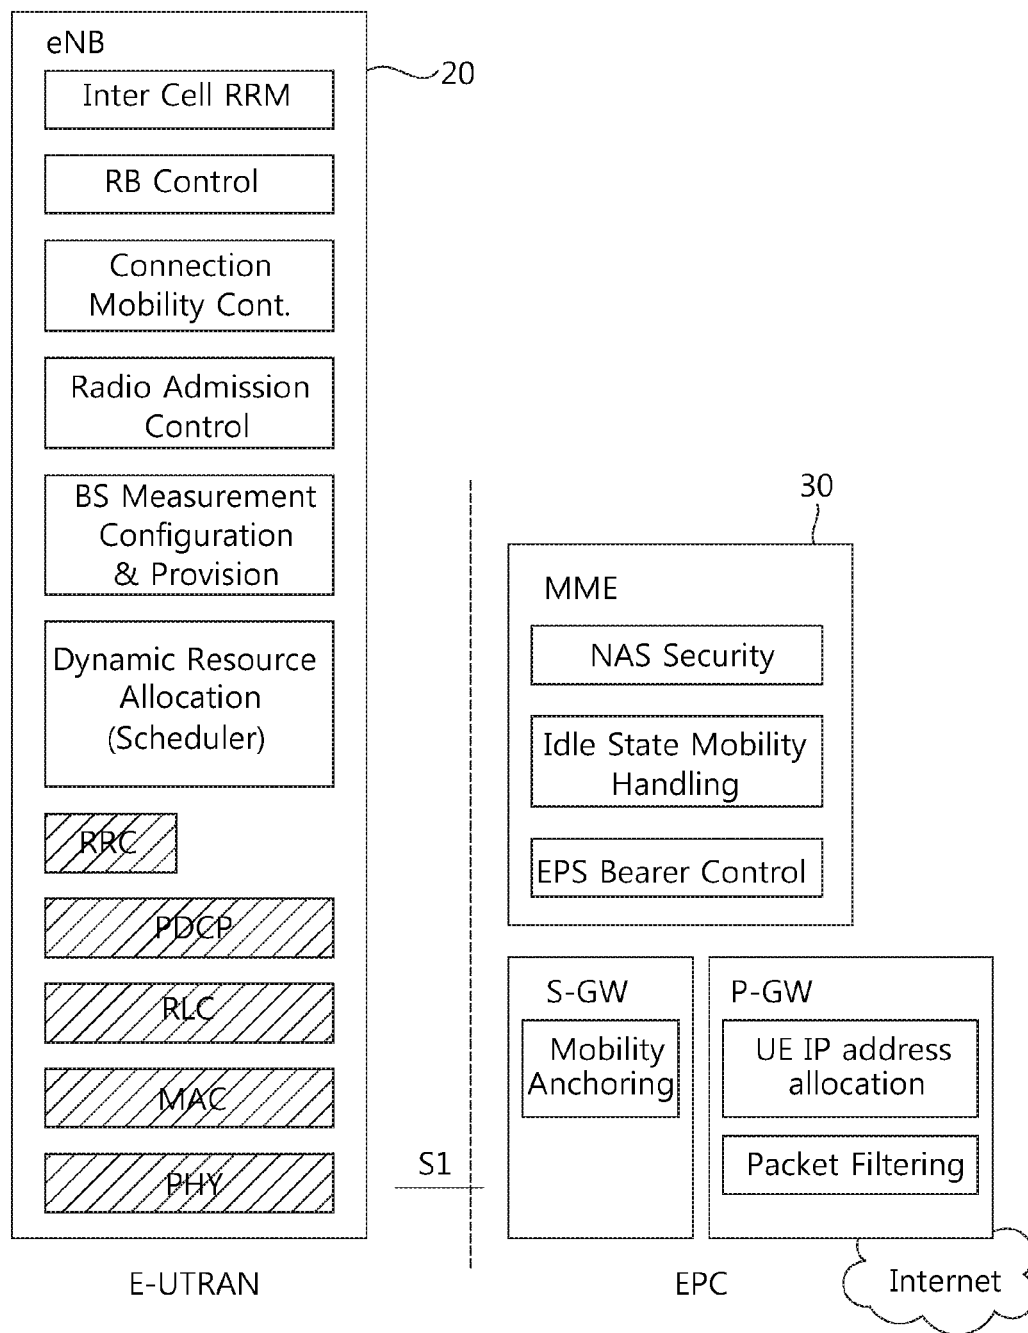 eNB
20
Inter Cell RRM
RB Control
Connection
Mobility Cont.
Radio Admission
Control
BS Measurement
Configuration
& Provision
Dynamic Resource
Allocation
(Scheduler)
RRC
PDCP
RLC
MAC
PHY
S1
E-UTRAN
30
MME
NAS Security
Idle State Mobility
Handling
EPS Bearer Control
S-GW
Mobility
Anchoring
P-GW
UE IP address
allocation
Packet Filtering
EPC
Internet